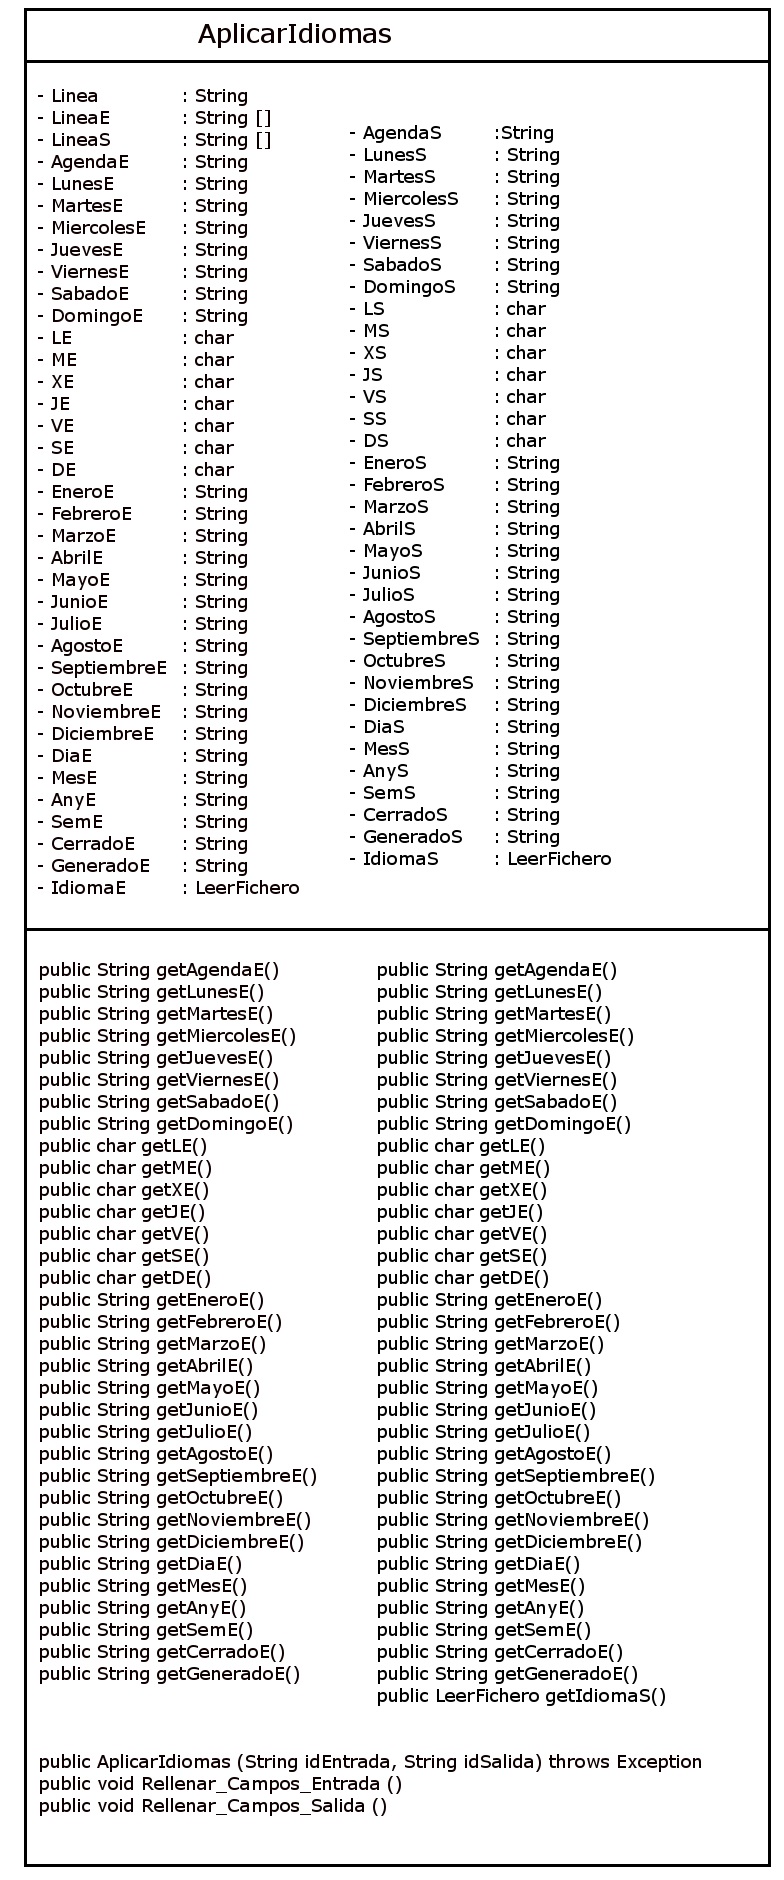 AplicarIdiomas
- Linea : String
- LineaE : String []
- LineaS : String []
- AgendaE : String
- LunesE : String
- MartesE : String
- MiercolesE : String
- JuevesE : String
- ViernesE : String
- SabadoE : String
- DomingoE : String
- LE : char
- ME : char
- XE : char
- JE : char
- VE : char
- SE : char
- DE : char
- EneroE : String
- FebreroE : String
- MarzoE : String
- AbrilE : String
- MayoE : String
- JunioE : String
- JulioE : String
- AgostoE : String
- SeptiembreE : String
- OctubreE : String
- NoviembreE : String
- DiciembreE : String
- DiaE : String
- MesE : String
- AnyE : String
- SemE : String
- CerradoE : String
- GeneradoE : String
- IdiomaE : LeerFichero
- AgendaS :String
- LunesS : String
- MartesS : String
- MiercolesS : String
- JuevesS : String
- ViernesS : String
- SabadoS : String
- DomingoS : String
- LS : char
- MS : char
- XS : char
- JS : char
- VS : char
- SS : char
- DS : char
- EneroS : String
- FebreroS : String
- MarzoS : String
- AbrilS : String
- MayoS : String
- JunioS : String
- JulioS : String
- AgostoS : String
- SeptiembreS : String
- OctubreS : String
- NoviembreS : String
- DiciembreS : String
- DiaS : String
- MesS : String
- AnyS : String
- SemS : String
- CerradoS : String
- GeneradoS : String
- IdiomaS : LeerFichero
public String getAgendaE()
public String getLunesE()
public String getMartesE()
public String getMiercolesE()
public String getJuevesE()
public String getViernesE()
public String getSabadoE()
public String getDomingoE()
public char getLE()
public char getME()
public char getXE()
public char getJE()
public char getVE()
public char getSE()
public char getDE()
public String getEneroE()
public String getFebreroE()
public String getMarzoE()
public String getAbrilE()
public String getMayoE()
public String getJunioE()
public String getJulioE()
public String getAgostoE()
public String getSeptiembreE()
public String getOctubreE()
public String getNoviembreE()
public String getDiciembreE()
public String getDiaE()
public String getMesE()
public String getAnyE()
public String getSemE()
public String getCerradoE()
public String getGeneradoE()
public String getAgendaE()
public String getLunesE()
public String getMartesE()
public String getMiercolesE()
public String getJuevesE()
public String getViernesE()
public String getSabadoE()
public String getDomingoE()
public char getLE()
public char getME()
public char getXE()
public char getJE()
public char getVE()
public char getSE()
public char getDE()
public String getEneroE()
public String getFebreroE()
public String getMarzoE()
public String getAbrilE()
public String getMayoE()
public String getJunioE()
public String getJulioE()
public String getAgostoE()
public String getSeptiembreE()
public String getOctubreE()
public String getNoviembreE()
public String getDiciembreE()
public String getDiaE()
public String getMesE()
public String getAnyE()
public String getSemE()
public String getCerradoE()
public String getGeneradoE()
public LeerFichero getIdiomaS()
public AplicarIdiomas (String idEntrada, String idSalida) throws Exception
public void Rellenar_Campos_Entrada ()
public void Rellenar_Campos_Salida ()